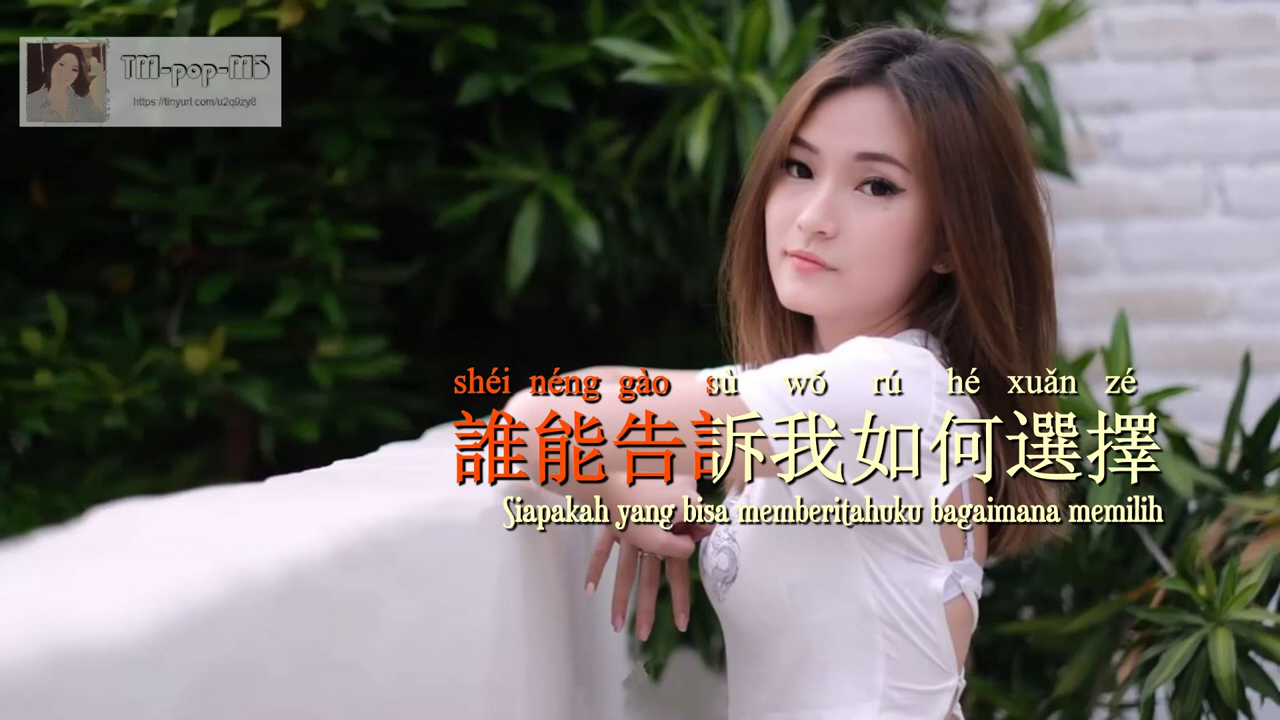 TM-pop-M5
https://tinyurl.com/u2q9zy8
shéi néng gào sù wǒ rú hé xuǎn zé
誰能告訴我如何選擇
Siapakah yang bisa memberitahuku bagaimana memilih